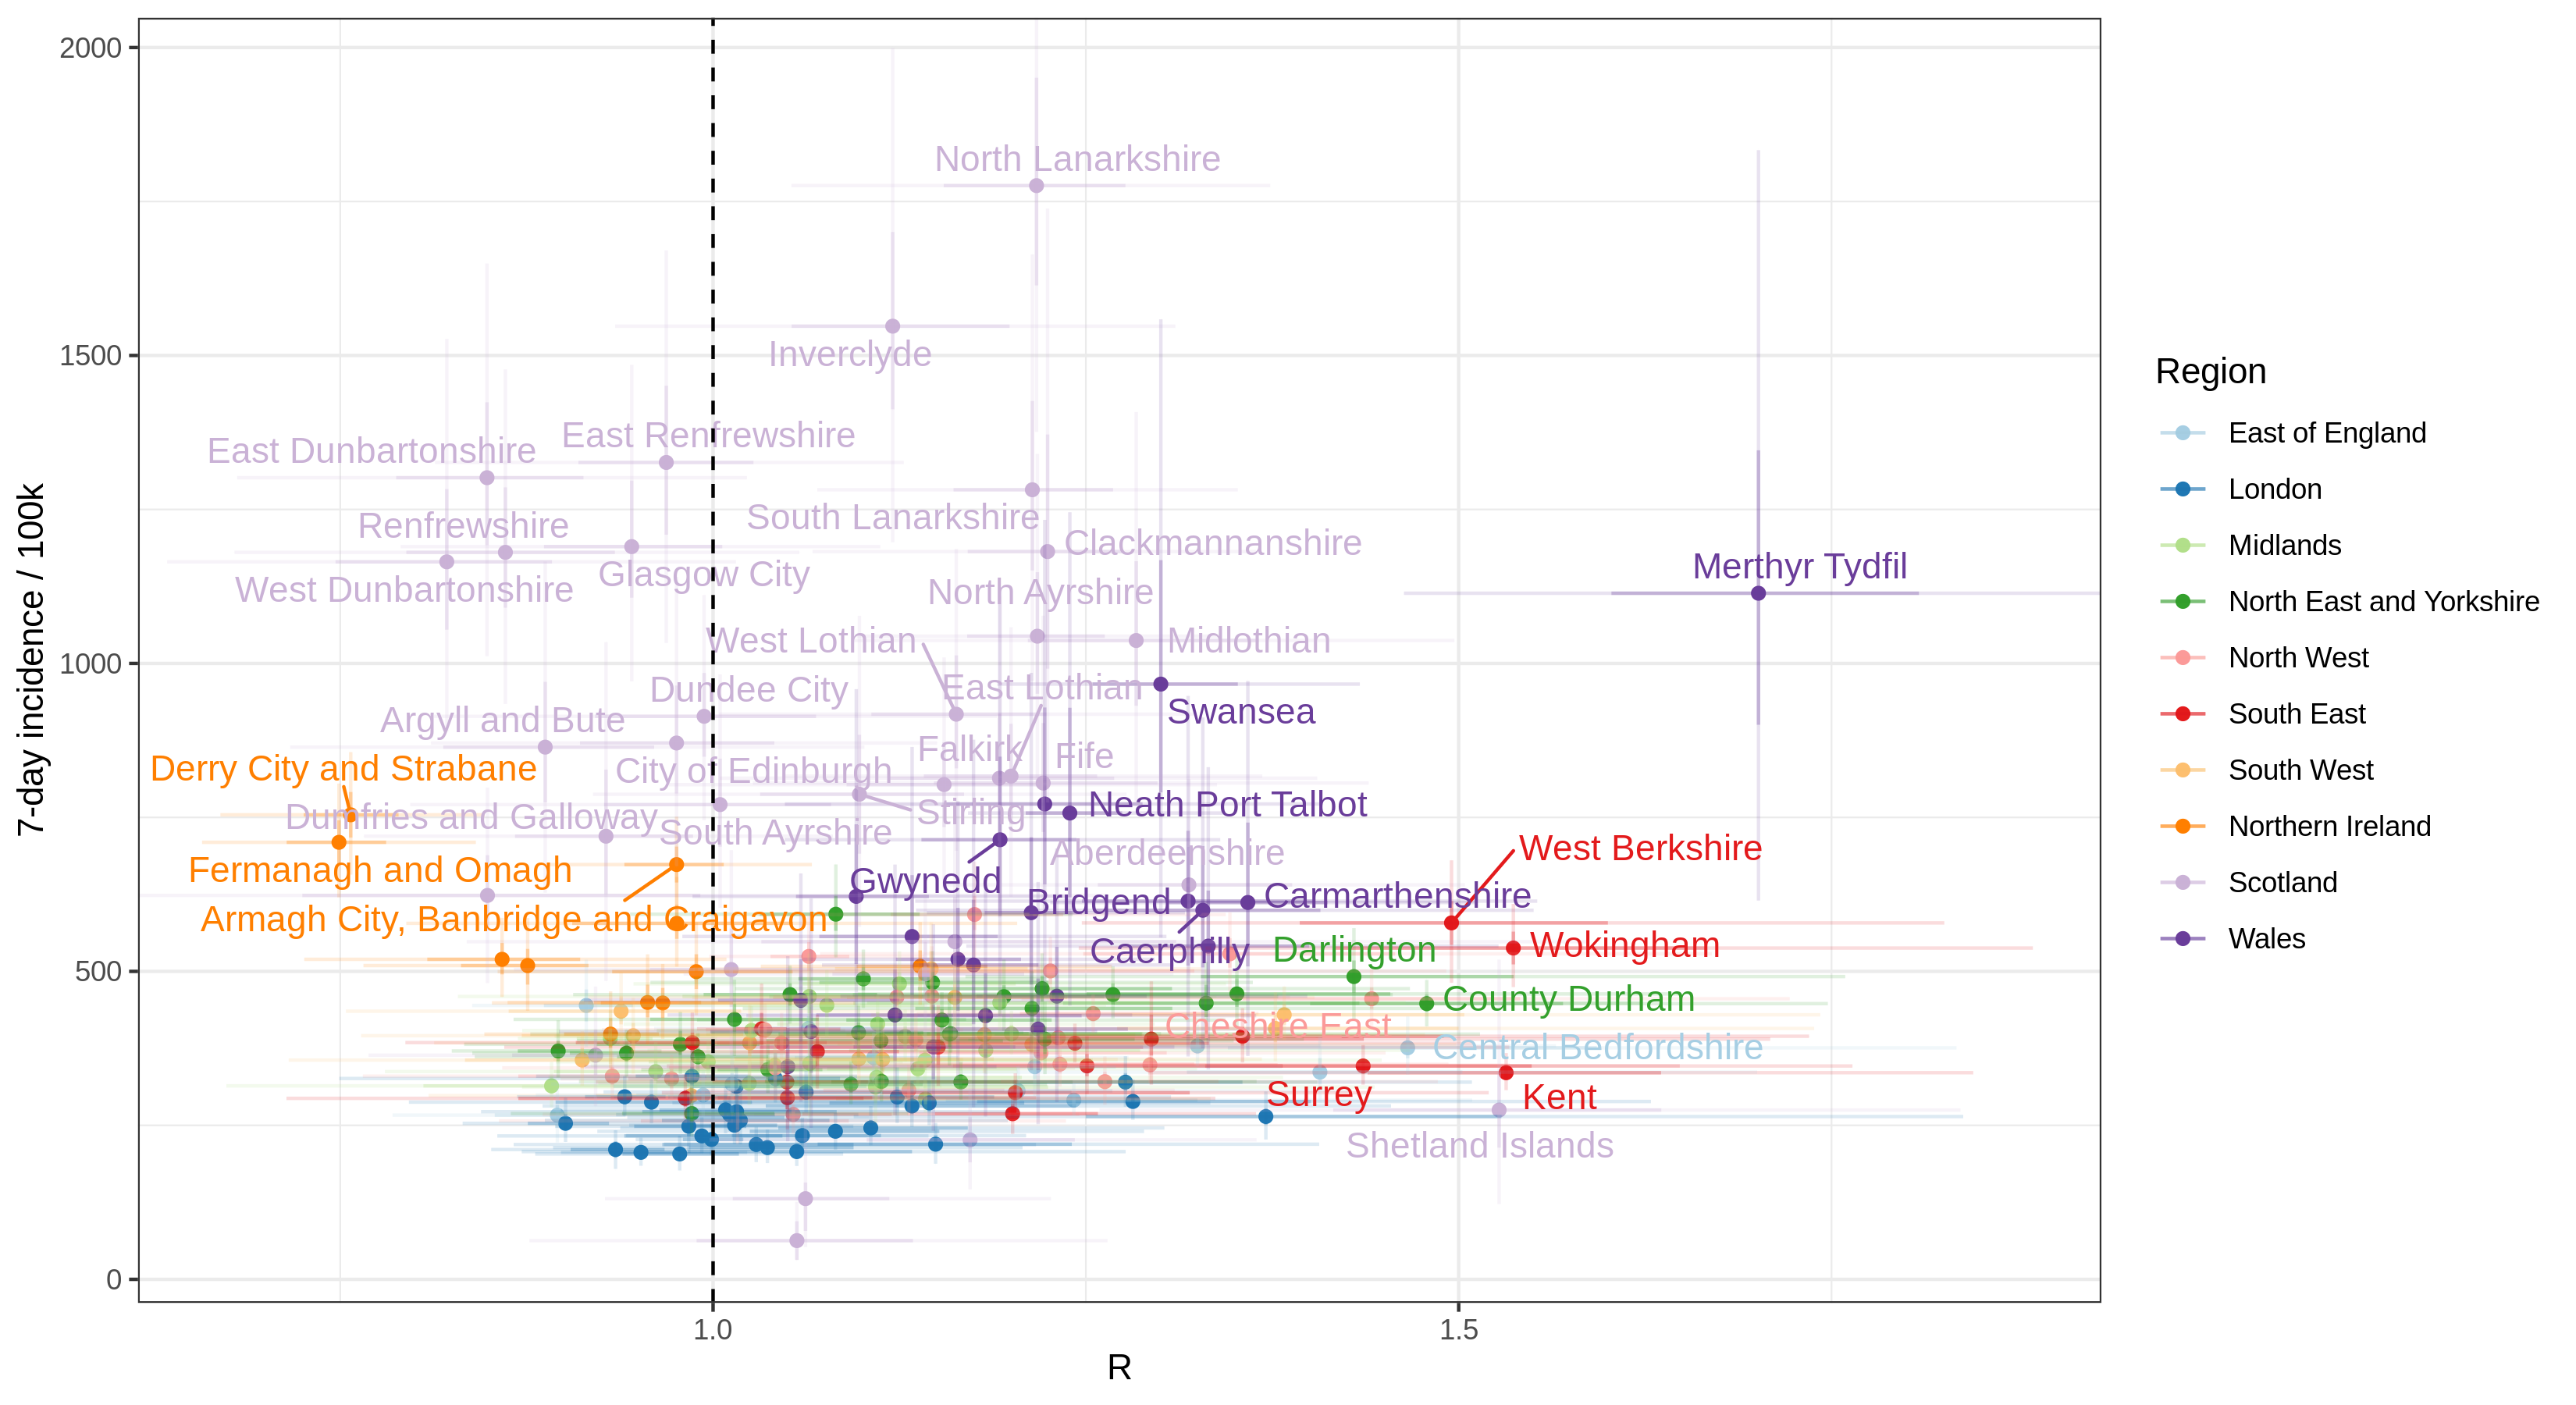 2000
1500
1000
500
0
7-day incidence / 100k
1.0
1.5
R
North Lanarkshire
Inverclyde
East Dunbartonshire
East Renfrewshire
Renfrewshire
South Lanarkshire
Clackmannanshire
West Dunbartonshire
Glasgow City
North Ayrshire
Merthyr Tydfil
West Lothian
Midlothian
Dundee City
East Lothian
Argyll and Bute
Swansea
Derry City and Strabane
City of Edinburgh
Falkirk
Fife
Dumfries and Galloway
South Ayrshire
Stirling
Neath Port Talbot
Fermanagh and Omagh
Gwynedd
Aberdeenshire
West Berkshire
Armagh City, Banbridge and Craigavon
Bridgend
Carmarthenshire
Caerphilly
Darlington
Wokingham
County Durham
Cheshire East
Central Bedfordshire
Surrey
Kent
Shetland Islands
Region
East of England
London
Midlands
North East and Yorkshire
North West
South East
South West
Northern Ireland
Scotland
Wales